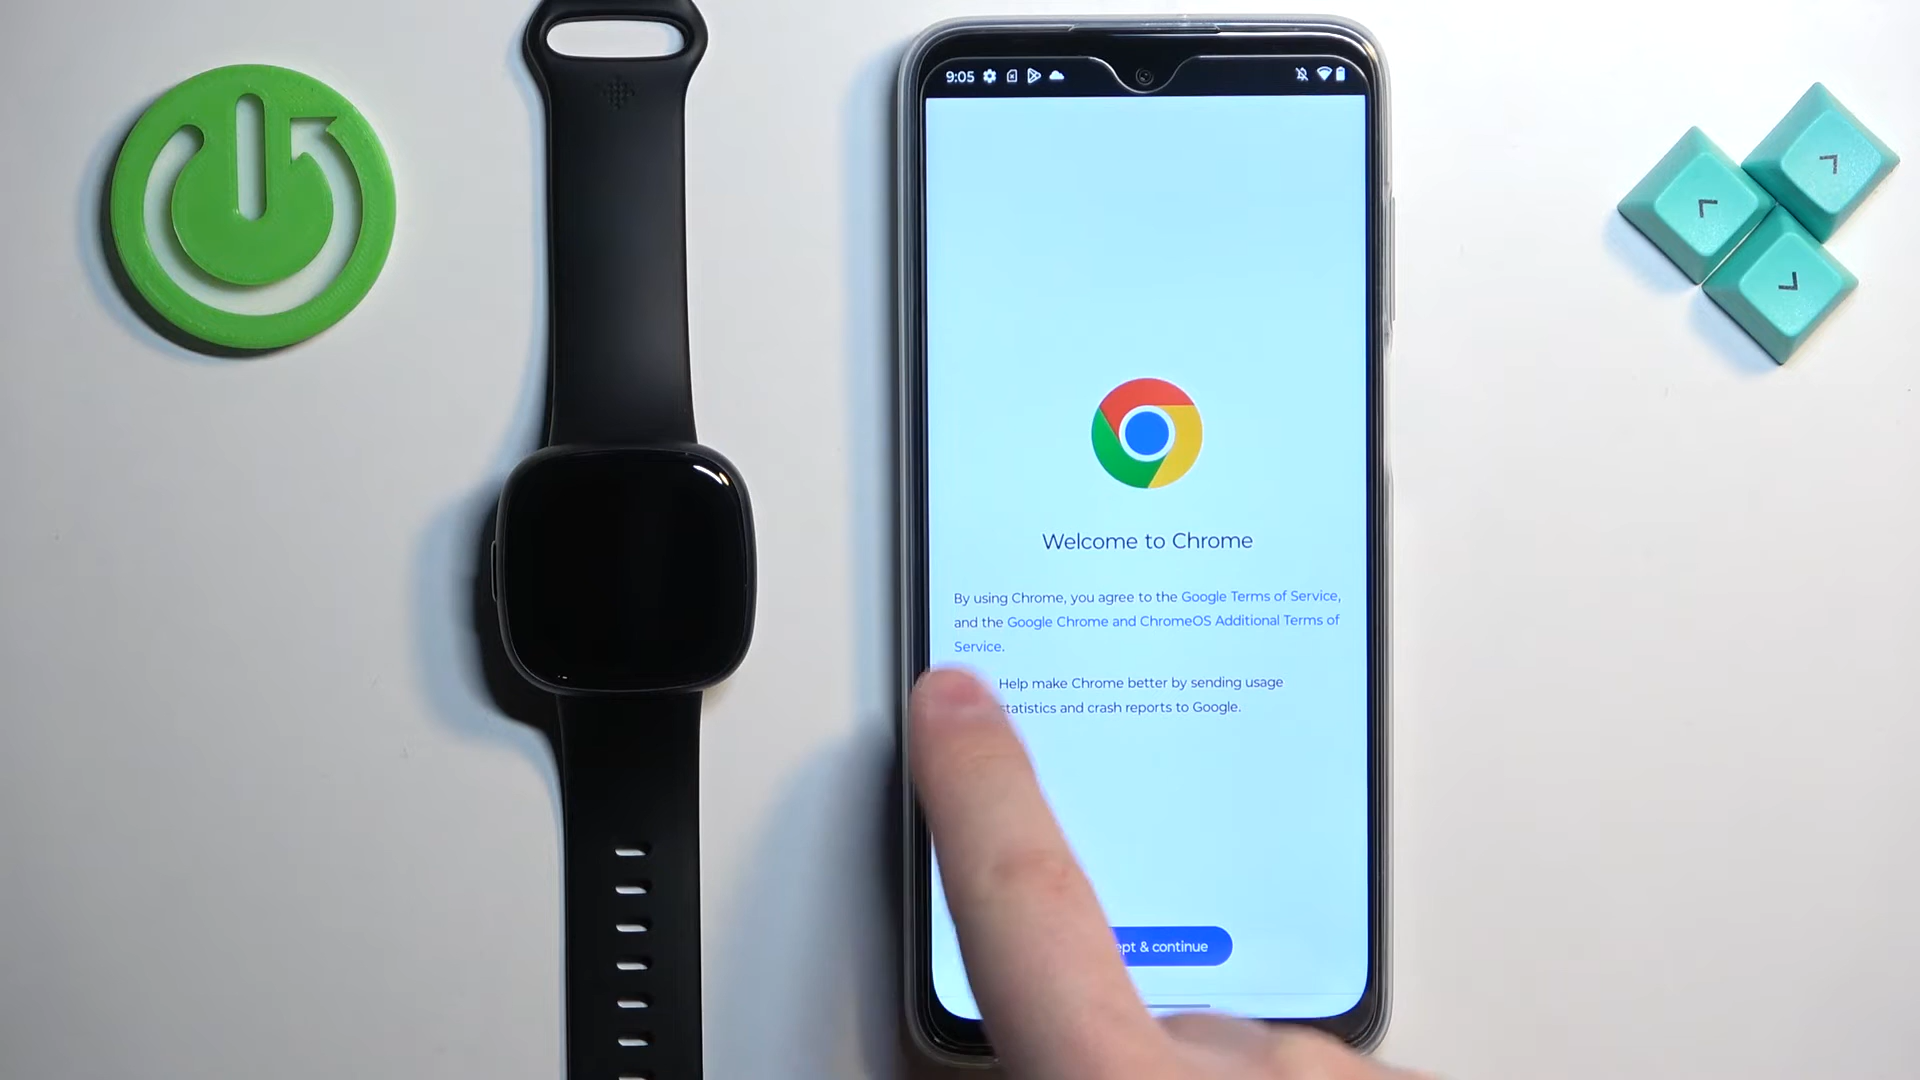 9:05
Welcome to Chrome
By using Chrome, you agree to the Google Terms of Service,
and the Google Chrome and ChromeOS Additional Terms of
Service.
Help make Chrome better by sending usage
statistics and crash reports to Google.
& continue